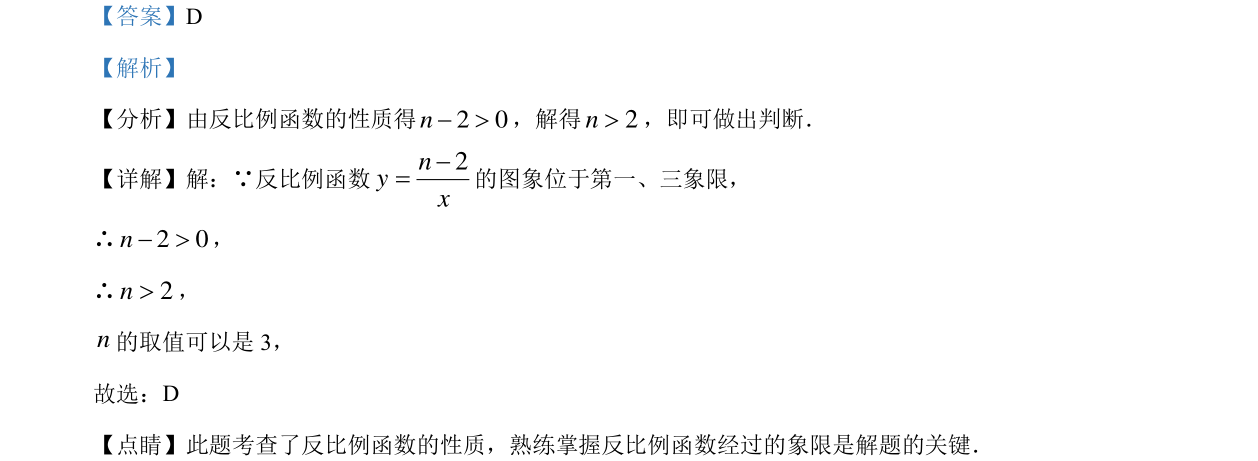 【答案】D
【解析】
【分析】由反比例函数的性质得n－2＞0，解得n＞2，即可做出判断．
【详解】解：∵反比例函数 y = \frac{n-2}{x} 的图象位于第一、三象限，
∴n－2＞0，
∴n＞2，
n的取值可以是 3，
故选：D
【点睛】此题考查了反比例函数的性质，熟练掌握反比例函数经过的象限是解题的关键．